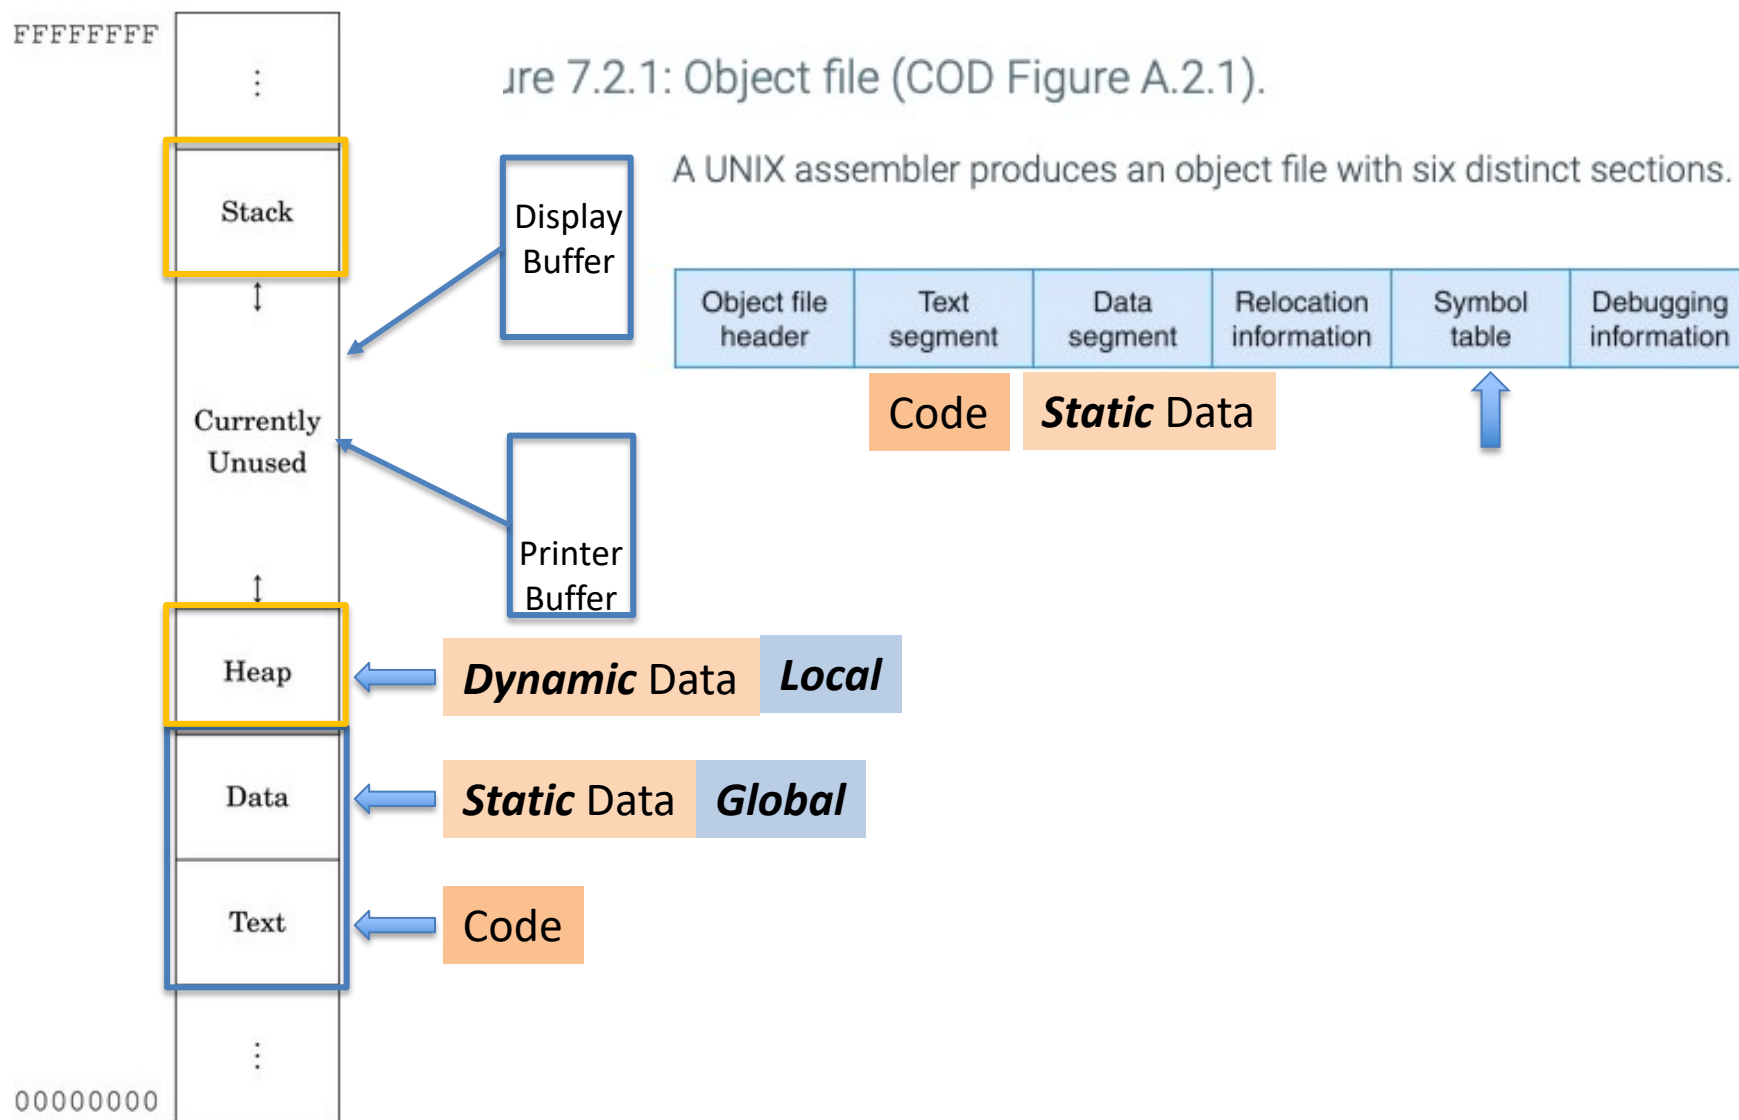 FFFFFFFF
ure 7.2.1: Object file (COD Figure A.2.1).
A UNIX assembler produces an object file with six distinct sections.
Stack
Display
Buffer
Object file
header
Text
segment
Data
segment
Relocation
information
Symbol
table
Debugging
information
Code
Static Data
Currently
Unused
Printer
Buffer
Heap
Dynamic Data
Local
Data
Static Data
Global
Text
Code
00000000